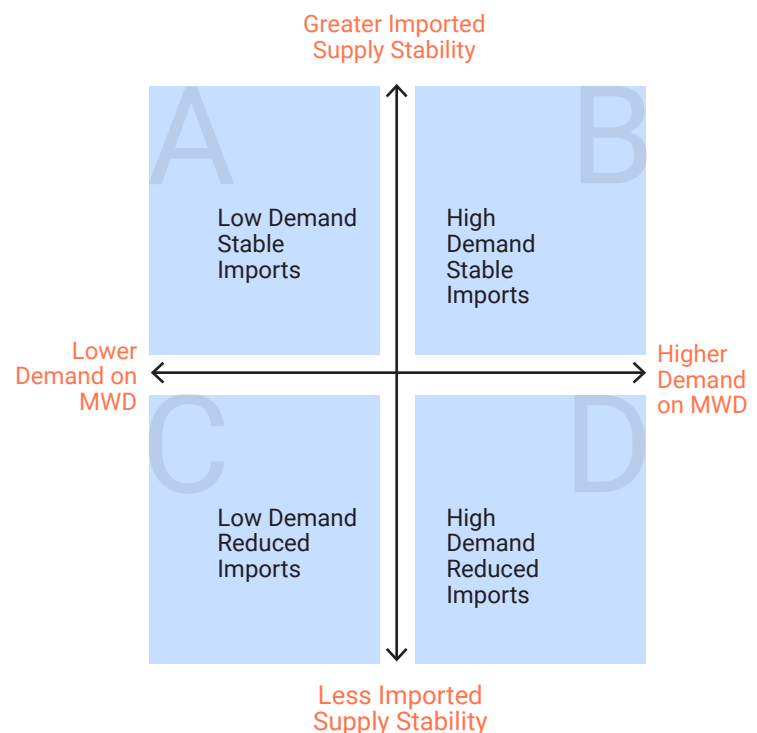 Greater Imported
Supply Stability
A
B
Low Demand
Stable
Imports
High
Demand
Stable
Imports
Lower
Demand on
MWD
Higher
Demand
on MWD
C
D
Low Demand
Reduced
Imports
High
Demand
Reduced
Imports
Less Imported
Supply Stability